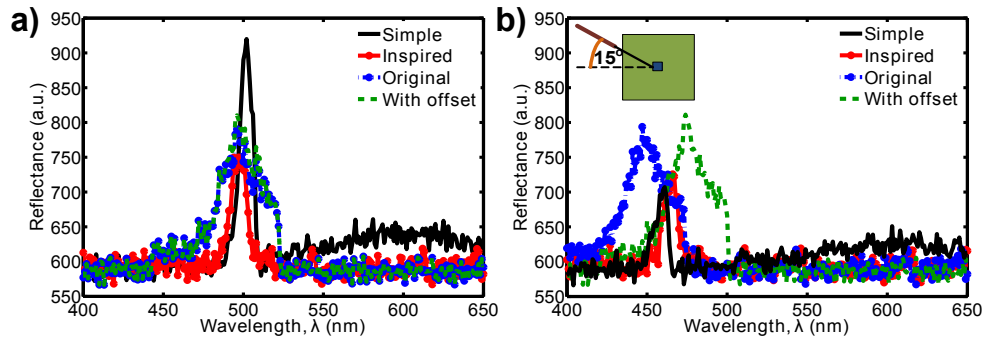 a)
950
900
850
800
750
700
650
600
550
400
450
500
550
600
650
Reflectance (a.u.)
Wavelength, λ (nm)
Simple
Inspired
Original
With offset
b)
950
900
850
800
750
700
650
600
550
400
450
500
550
600
650
Reflectance (a.u.)
Wavelength, λ (nm)
15°
Simple
Inspired
Original
With offset